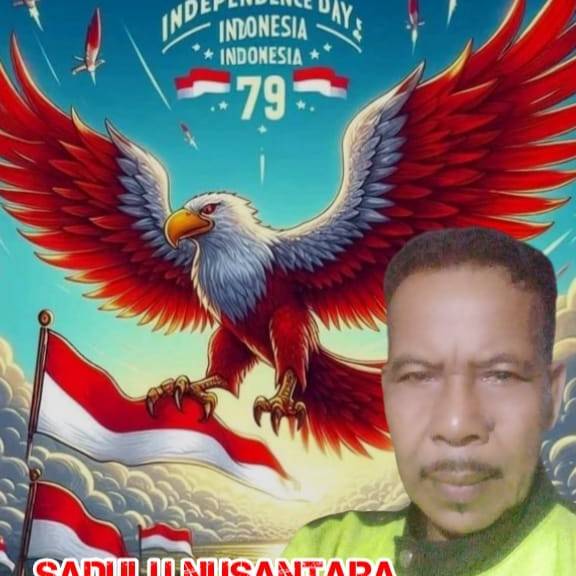 INDEPENDENCE DAY &
INDONESIA
INDONESIA
79
SADULU NUSANTARA